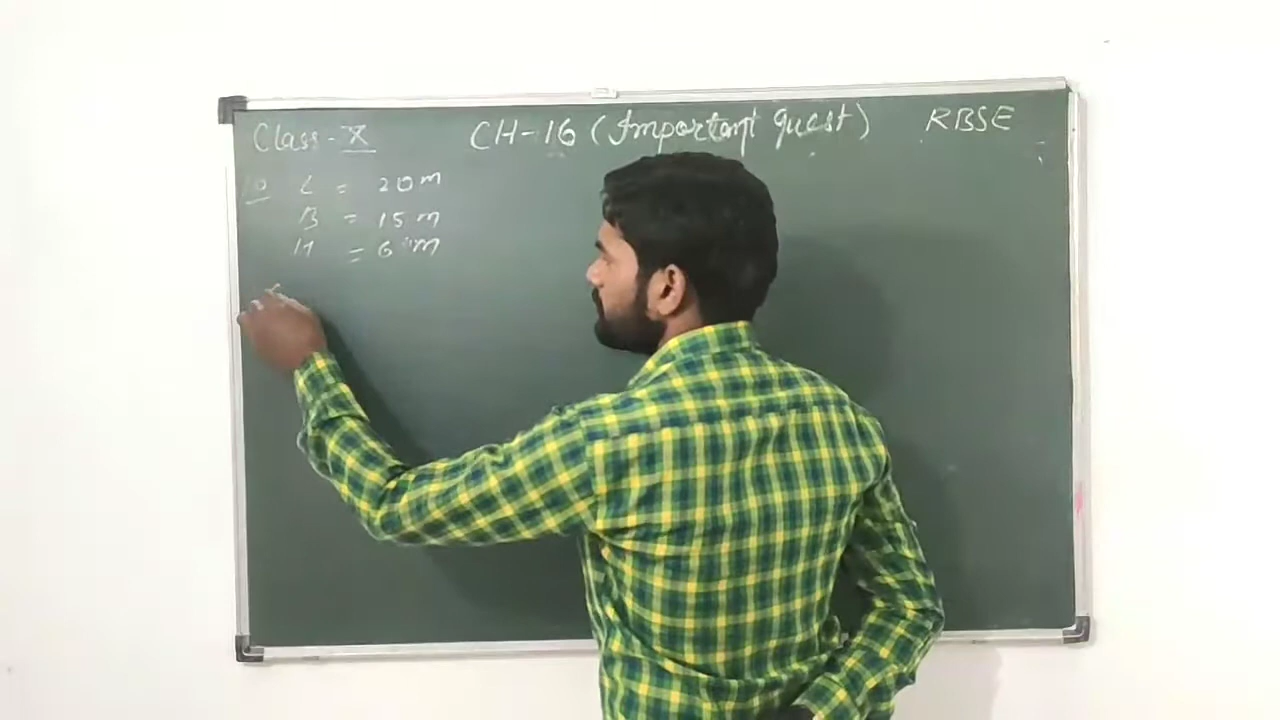 Class-X
CH-16 (Important quest)
RBSE
10 L = 20 m
B = 15 m
H = 6 m